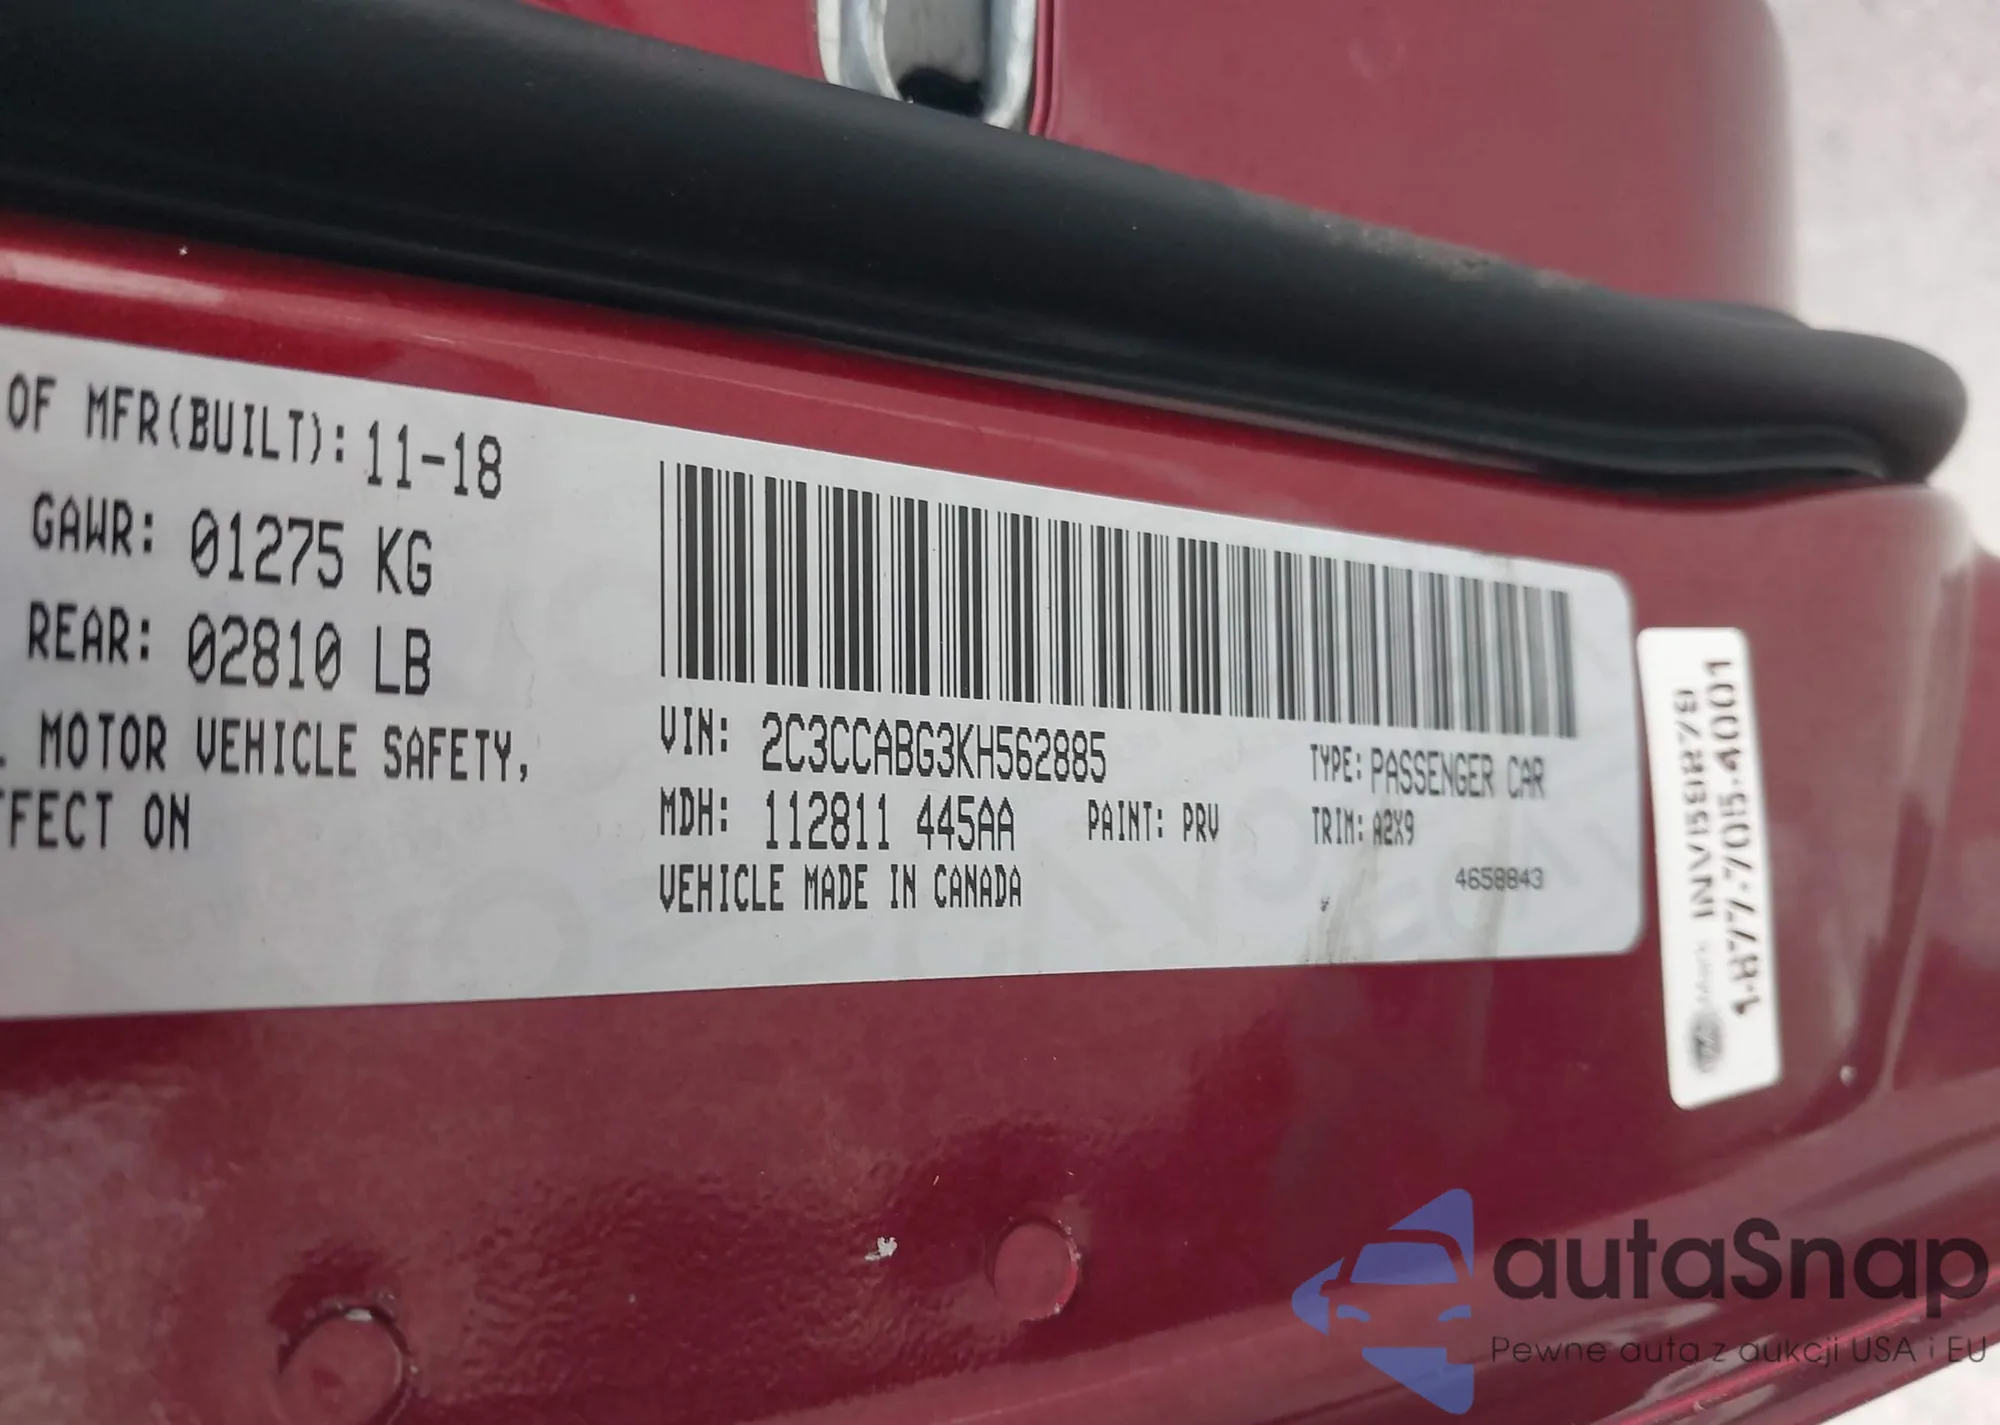 OF MFR(BUILT): 11-18
GAWR: 01275 KG
REAR: 02810 LB
MOTOR VEHICLE SAFETY,
FFECT ON
VIN: 2C3CCABG3KH562885
TYPE: PASSENGER CAR
MDH: 112811 445AA
PAINT: PRV
TRIM: A2X9
VEHICLE MADE IN CANADA
4658843
1-877-705-4001
autaSnap
Pewne auta z aukcji USA i EU